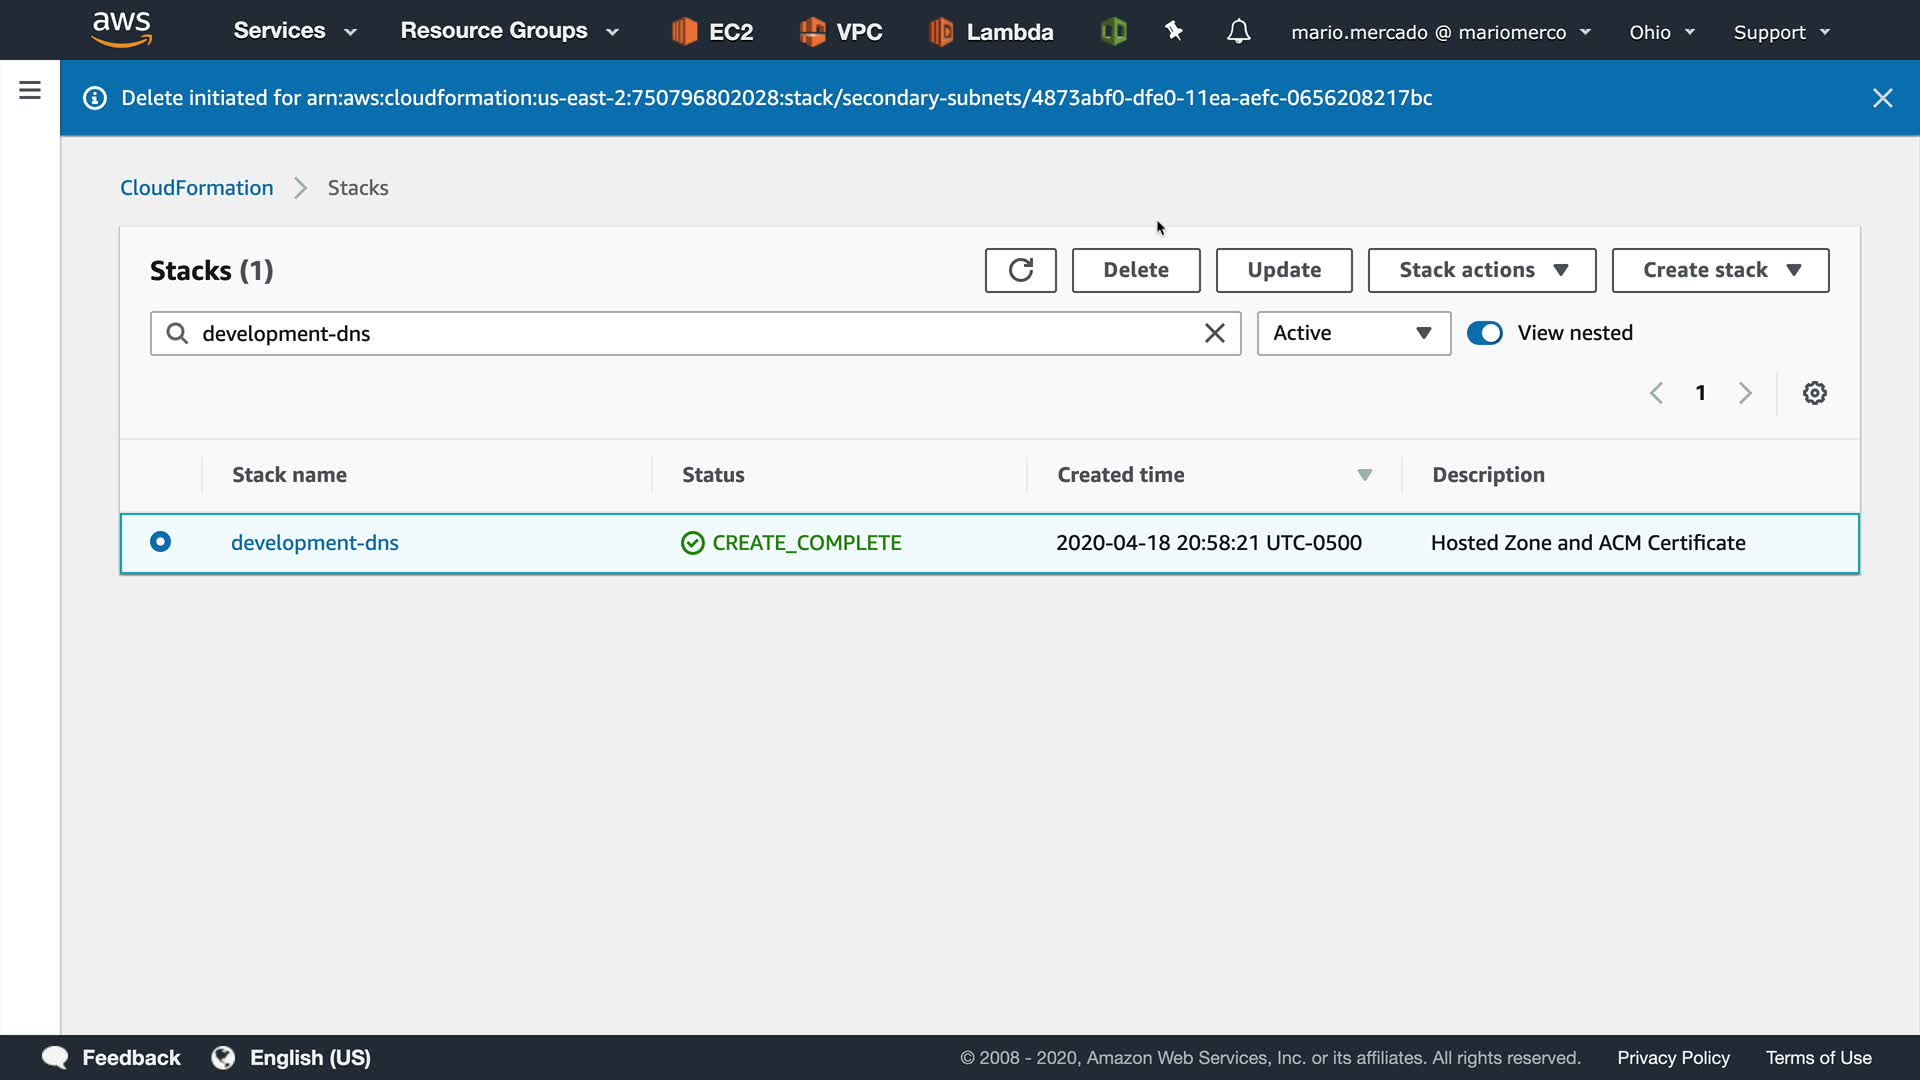 aws Services Resource Groups EC2 VPC Lambda mario.mercado @ mariomerco Ohio Support
Delete initiated for arn:aws:cloudformation:us-east-2:750796802028:stack/secondary-subnets/4873abf0-dfe0-11ea-aefc-0656208217bc
CloudFormation Stacks
Stacks (1) Delete Update Stack actions Create stack
development-dns Active View nested
1
Stack name Status Created time Description
development-dns CREATE_COMPLETE 2020-04-18 20:58:21 UTC-0500 Hosted Zone and ACM Certificate
Feedback English (US) © 2008 - 2020, Amazon Web Services, Inc. or its affiliates. All rights reserved. Privacy Policy Terms of Use